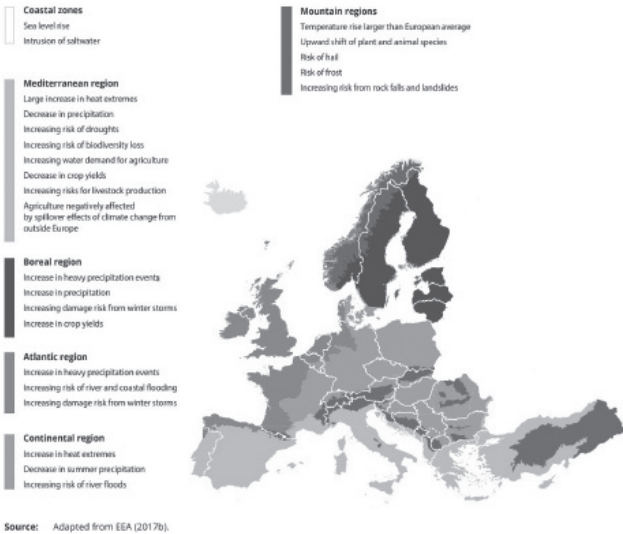 Coastal zones
Sea level rise
Intrusion of saltwater
Mountain regions
Temperature rise larger than European average
Upward shift of plant and animal species
Risk of hail
Risk of frost
Increasing risk from rock falls and landslides
Mediterranean region
Large increase in heat extremes
Decrease in precipitation
Increasing risk of droughts
Increasing risk of biodiversity loss
Increasing water demand for agriculture
Decrease in crop yields
Increasing risks for livestock production
Agriculture negatively affected
by spillover effects of climate change from
outside Europe
Boreal region
Increase in heavy precipitation events
Increase in precipitation
Increasing damage risk from winter storms
Increase in crop yields
Atlantic region
Increase in heavy precipitation events
Increasing risk of river and coastal flooding
Increasing damage risk from winter storms
Continental region
Increase in heat extremes
Decrease in summer precipitation
Increasing risk of river floods
Source: Adapted from EEA (2017b).